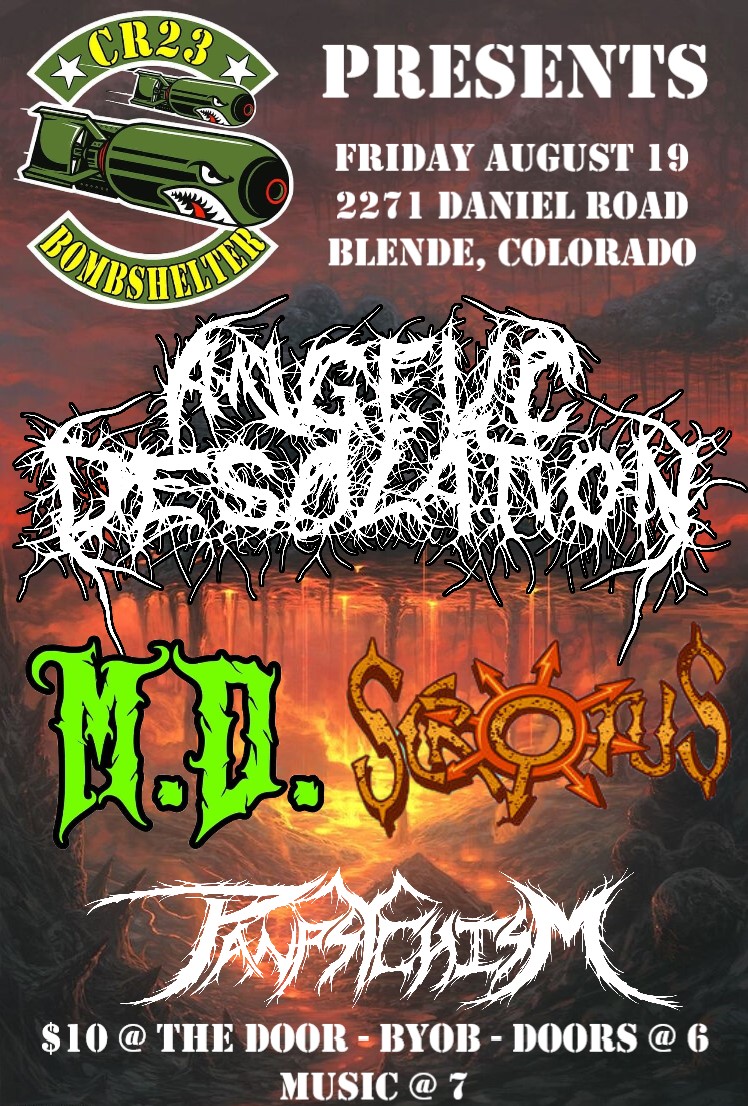 CR23
BOMBSHELTER
PRESENTS
FRIDAY AUGUST 19
2271 DANIEL ROAD
BLENDE, COLORADO
ANGELIC
DESOLATION
M.D.
SCROTUS
PANPSYCHISM
$10 @ THE DOOR - BYOB - DOORS @ 6
MUSIC @ 7